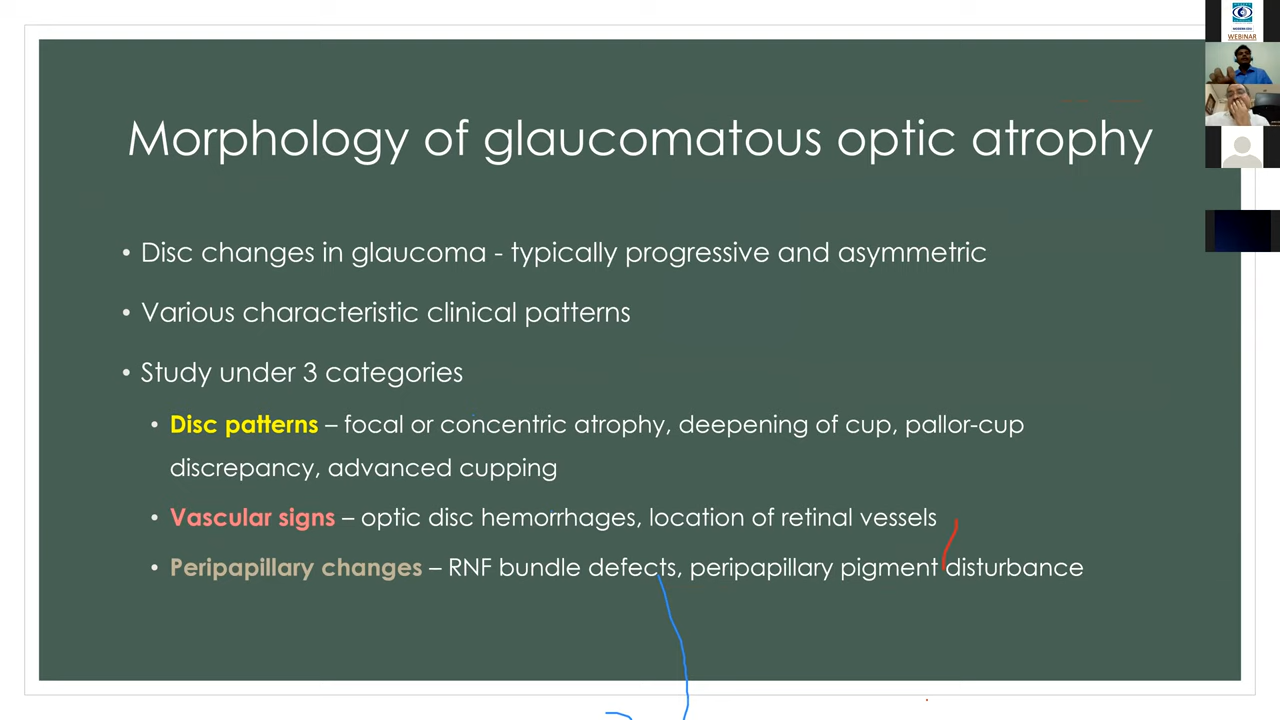 WEBINAR
Morphology of glaucomatous optic atrophy
• Disc changes in glaucoma - typically progressive and asymmetric
• Various characteristic clinical patterns
• Study under 3 categories
• Disc patterns – focal or concentric atrophy, deepening of cup, pallor-cup
discrepancy, advanced cupping
• Vascular signs – optic disc hemorrhages, location of retinal vessels
• Peripapillary changes – RNF bundle defects, peripapillary pigment disturbance